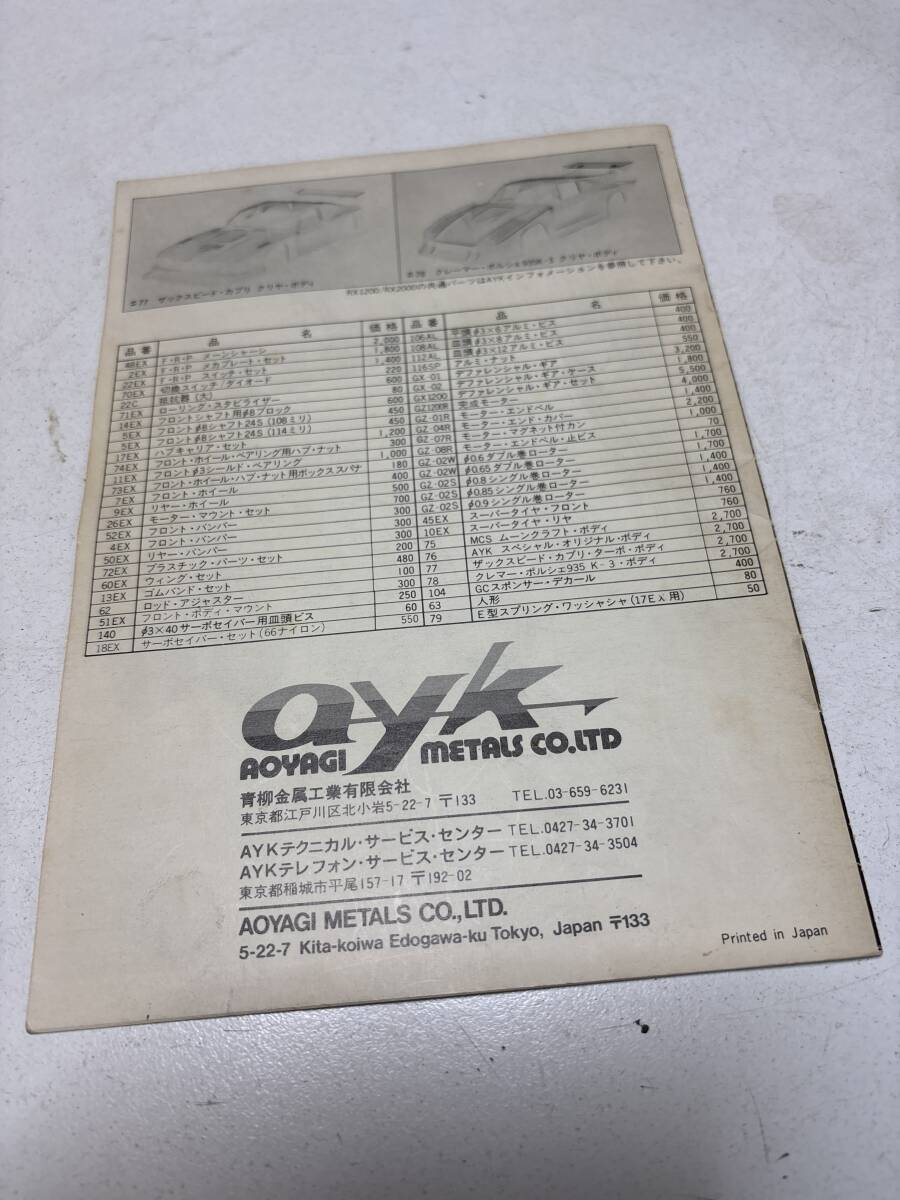 #77 ザックスピード・カプリ クリヤ・ボディ
#78 クレーマー・ポルシェ935K-3 クリヤ・ボディ
RX1200/RX2000の共通パーツはAYKインフォメーションを参照して下さい。
品番 品名 価格 品番 品名 価格
48EX F・R・P メーンシャーシ 2,000 106AL 平頭φ3×6アルミ・ビス 400
2EX F・R・P メカプレート・セット 1,800 108AL 皿頭φ3×8アルミ・ビス 400
22EX F・R・P スイッチ・セット 1,400 112AL 皿頭φ3×12アルミ・ビス 400
70EX 切換スイッチ/ダイオード 220 116SP アルミ・ナット 550
22C 抵抗器(大) 600 GX-01 デファレンシャル・ギア 3,200
71EX ローリング・スタビライザー 80 GX-02 デファレンシャル・ギア・ケース 1,800
14EX フロントシャフト用φ8ブロック 600 GX1200 デファレンシャル・ギア・セット 5,500
5EX フロントφ8シャフト24S(108ミリ) 450 GZ1200R 完成モーター 4,000
5EX フロントφ8シャフト24S(114ミリ) 450 GZ-01R モーター・エンドベル 1,400
17EX ハブキャリア・セット 1,200 GZ-04R モーター・エンド・カバー 2,200
74EX フロント・ホイール・ベアリング用ハブ・ナット 300 GZ-07R モーター・マグネット付カン 1,000
11EX フロントφ3シールド・ベアリング 1,000 GZ-08R モーター・エンドベル・止ビス 70
73EX フロント・ホイール・ハブ・ナット用ボックススパナ 180 GZ-02W φ0.6ダブル巻ローター 1,700
7EX フロント・ホイール 400 GZ-02W φ0.65ダブル巻ローター 1,700
9EX リヤー・ホイール 500 GZ-02S φ0.8シングル巻ローター 1,400
26EX モーター・マウント・セット 700 GZ-02S φ0.85シングル巻ローター 1,400
52EX フロント・バンパー 300 GZ-02S φ0.9シングル巻ローター 1,400
4EX フロント・バンパー 300 45EX スーパータイヤ・フロント 760
50EX リヤー・バンパー 300 10EX スーパータイヤ・リヤ 760
72EX プラスチック・パーツ・セット 200 75 MCS ムーンクラフト・ボディ 2,700
60EX ウィング・セット 480 76 AYK スペシャル・オリジナル・ボディ 2,700
13EX ゴムバンド・セット 100 77 ザックスピード・カプリ・ターボ・ボディ 2,700
62 ロッド・アジャスター 300 78 クレマー・ポルシェ935 K-3・ボディ 2,700
51EX フロント・ボディ・マウント 250 104 GCスポンサー・デカール 400
140 φ3×40サーボセイバー用皿頭ビス 60 63 人形 80
18EX サーボセイバー・セット(66ナイロン) 550 79 E型スプリング・ワッシャシャ(17EX用) 50
ayk
AOYAGI METALS CO.LTD
青柳金属工業有限会社
東京都江戸川区北小岩5-22-7 〒133 TEL.03-659-6231
AYKテクニカル・サービス・センター TEL.0427-34-3701
AYKテレフォン・サービス・センター TEL.0427-34-3504
東京都稲城市平尾157-17 〒192-02
AOYAGI METALS CO.,LTD.
5-22-7 Kita-koiwa Edogawa-ku Tokyo, Japan 〒133
Printed in Japan